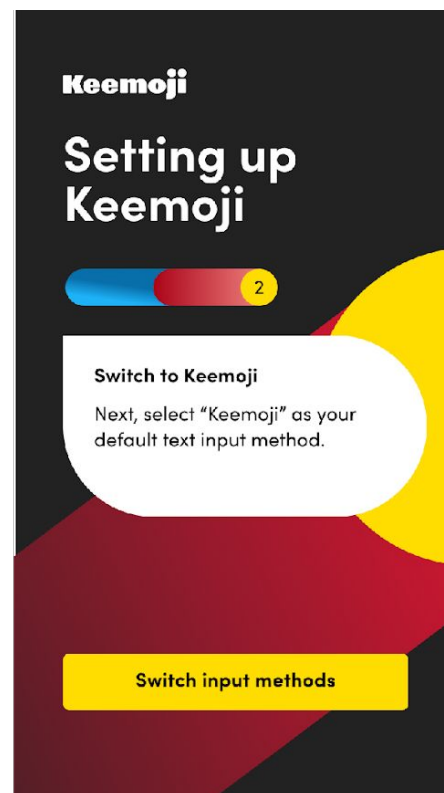 Keemoji
Setting up
Keemoji
2
Switch to Keemoji
Next, select “Keemoji” as your
default text input method.
Switch input methods